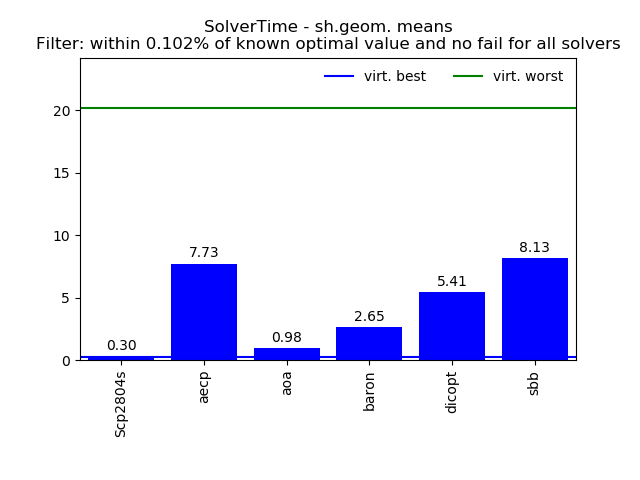 SolverTime - sh.geom. means
Filter: within 0.102% of known optimal value and no fail for all solvers
virt. best
virt. worst
20
15
10
5
0
0.30
7.73
0.98
2.65
5.41
8.13
Scp2804s
aecp
aoa
baron
dicopt
sbb